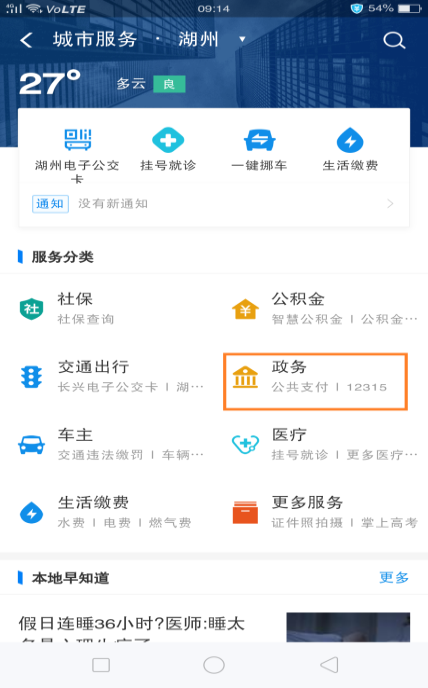 4G VoLTE 09:14 54%
城市服务 · 湖州 ▼
27° 多云 良
湖州电子公交卡 挂号就诊 一键挪车 生活缴费
通知 没有新通知
服务分类
社保 公积金
社保查询 智慧公积金 | 公积金···
交通出行 政务
长兴电子公交卡 | 湖··· 公共支付 | 12315
车主 医疗
交通违法缴罚 | 车辆··· 挂号就诊 | 更多医疗···
生活缴费 更多服务
水费 | 电费 | 燃气费 证件照拍摄 | 掌上高考
本地早知道 更多
假日连睡36小时?医师:睡太